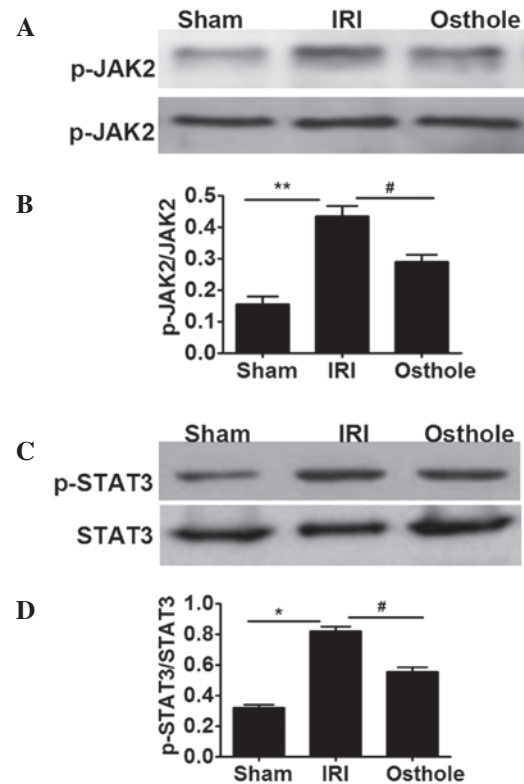 A
Sham IRI Osthole
p-JAK2
p-JAK2
B
p-JAK2/JAK2
0.5
0.4
0.3
0.2
0.1
0.0
** #
Sham IRI Osthole
C
Sham IRI Osthole
p-STAT3
STAT3
D
p-STAT3/STAT3
1.0
0.8
0.6
0.4
0.2
0.0
* #
Sham IRI Osthole